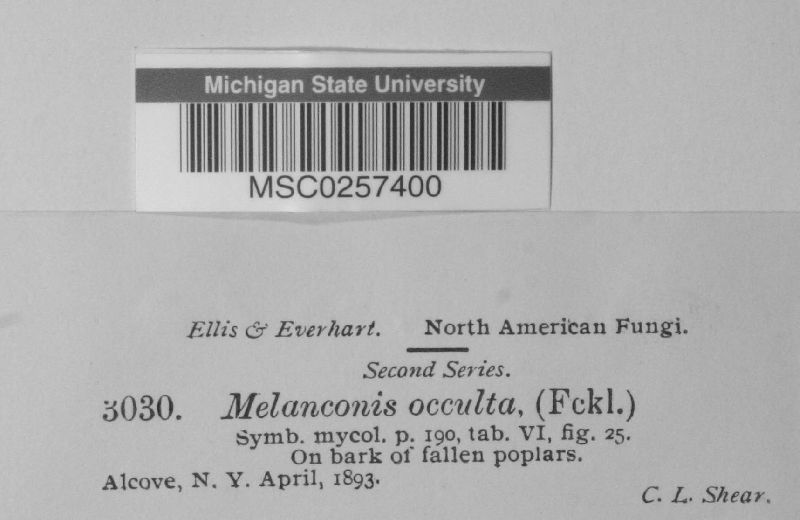 Michigan State University
MSC0257400
Ellis & Everhart. North American Fungi.
Second Series.
3030. Melanconis occulta, (Fckl.)
Symb. mycol. p. 190, tab. VI, fig. 25.
On bark of fallen poplars.
Alcove, N. Y. April, 1893.
C. L. Shear.